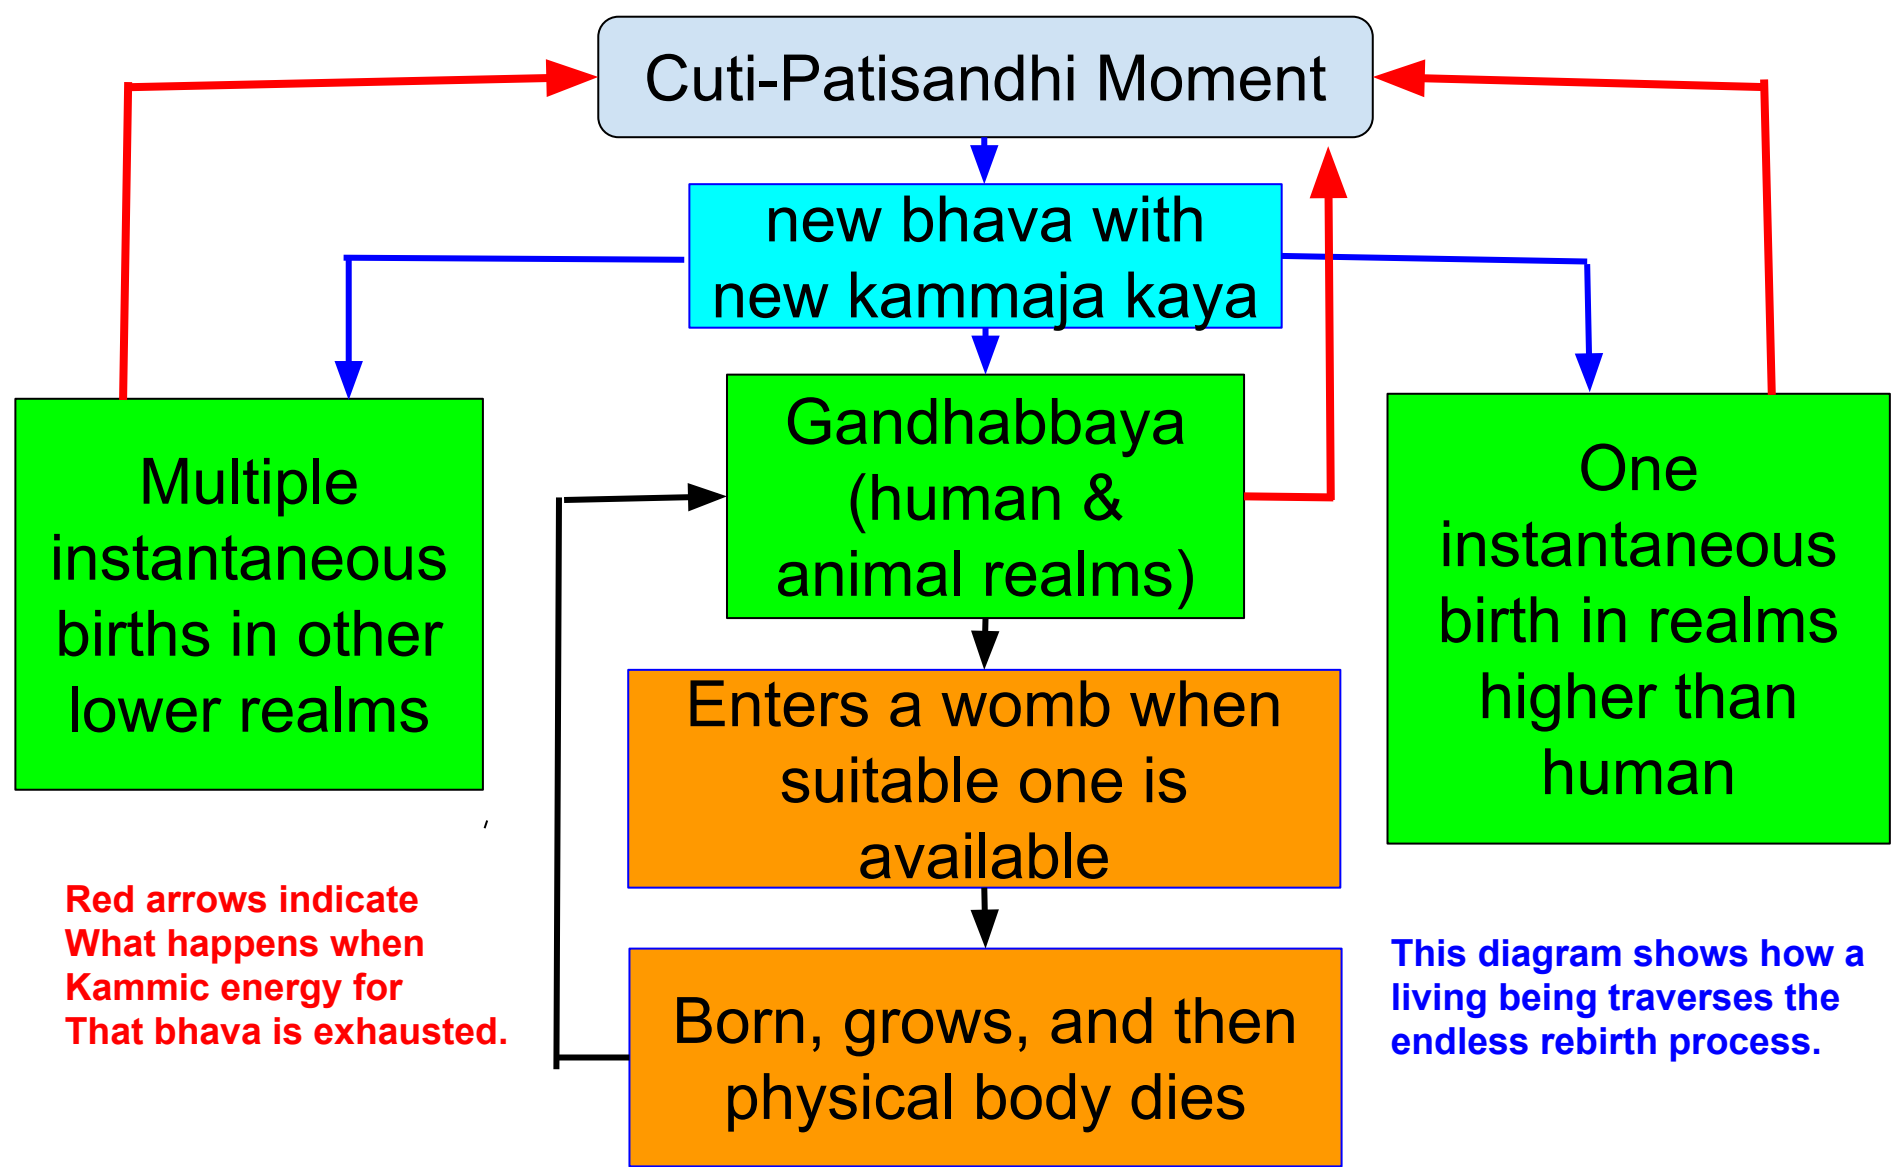 Cuti-Patisandhi Moment
new bhava with
new kammaja kaya
Multiple
instantaneous
births in other
lower realms
Gandhabbaya
(human &
animal realms)
One
instantaneous
birth in realms
higher than
human
Enters a womb when
suitable one is
available
,
Red arrows indicate
What happens when
Kammic energy for
That bhava is exhausted.
Born, grows, and then
physical body dies
This diagram shows how a
living being traverses the
endless rebirth process.